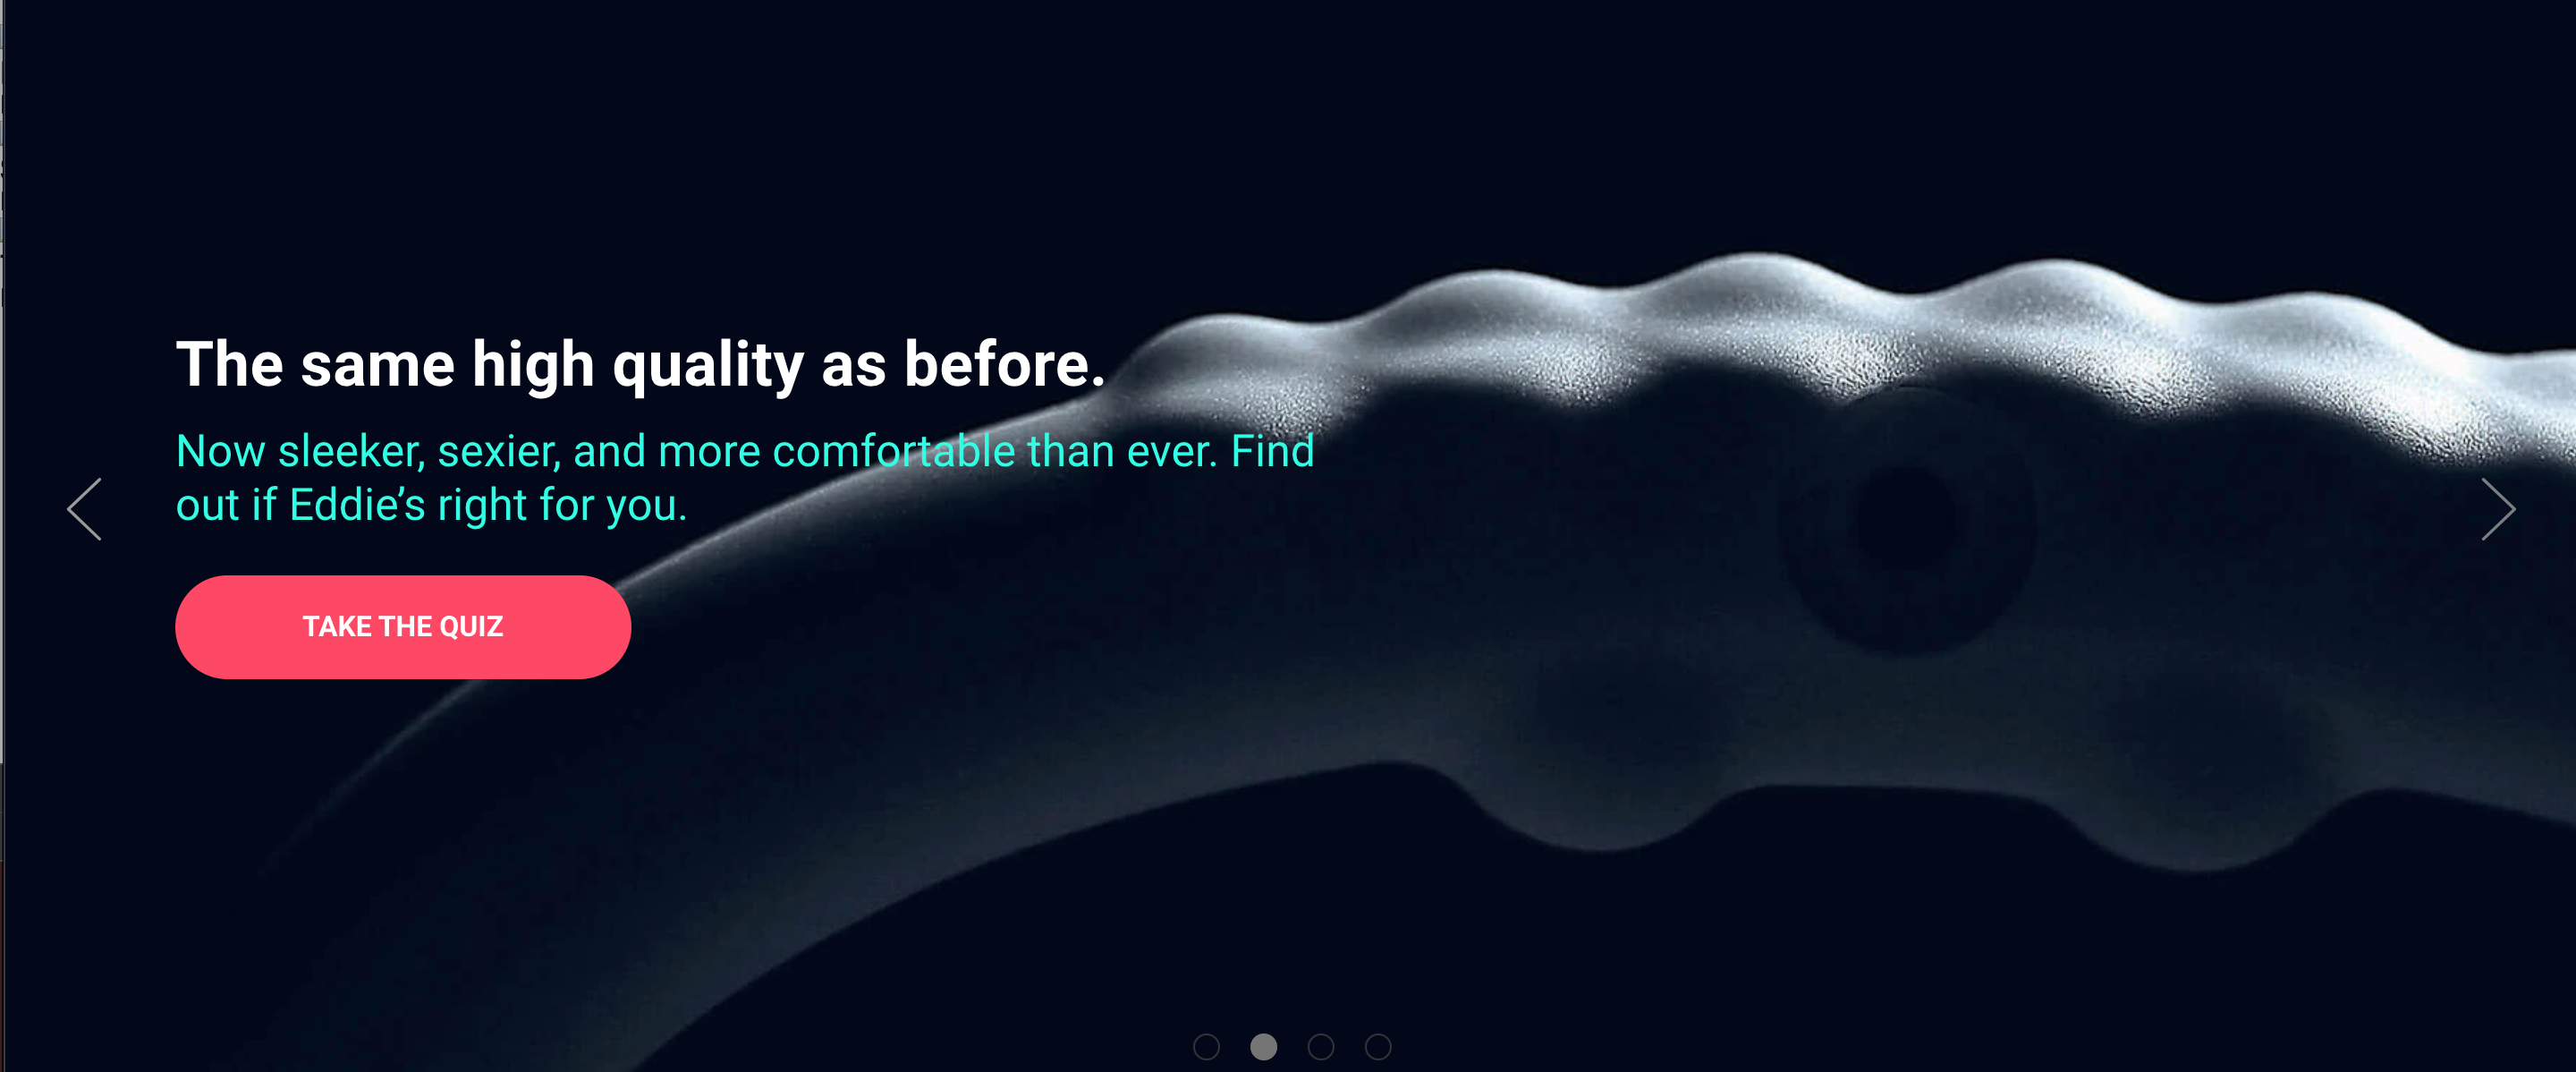 The same high quality as before.
Now sleeker, sexier, and more comfortable than ever. Find
out if Eddie’s right for you.
TAKE THE QUIZ